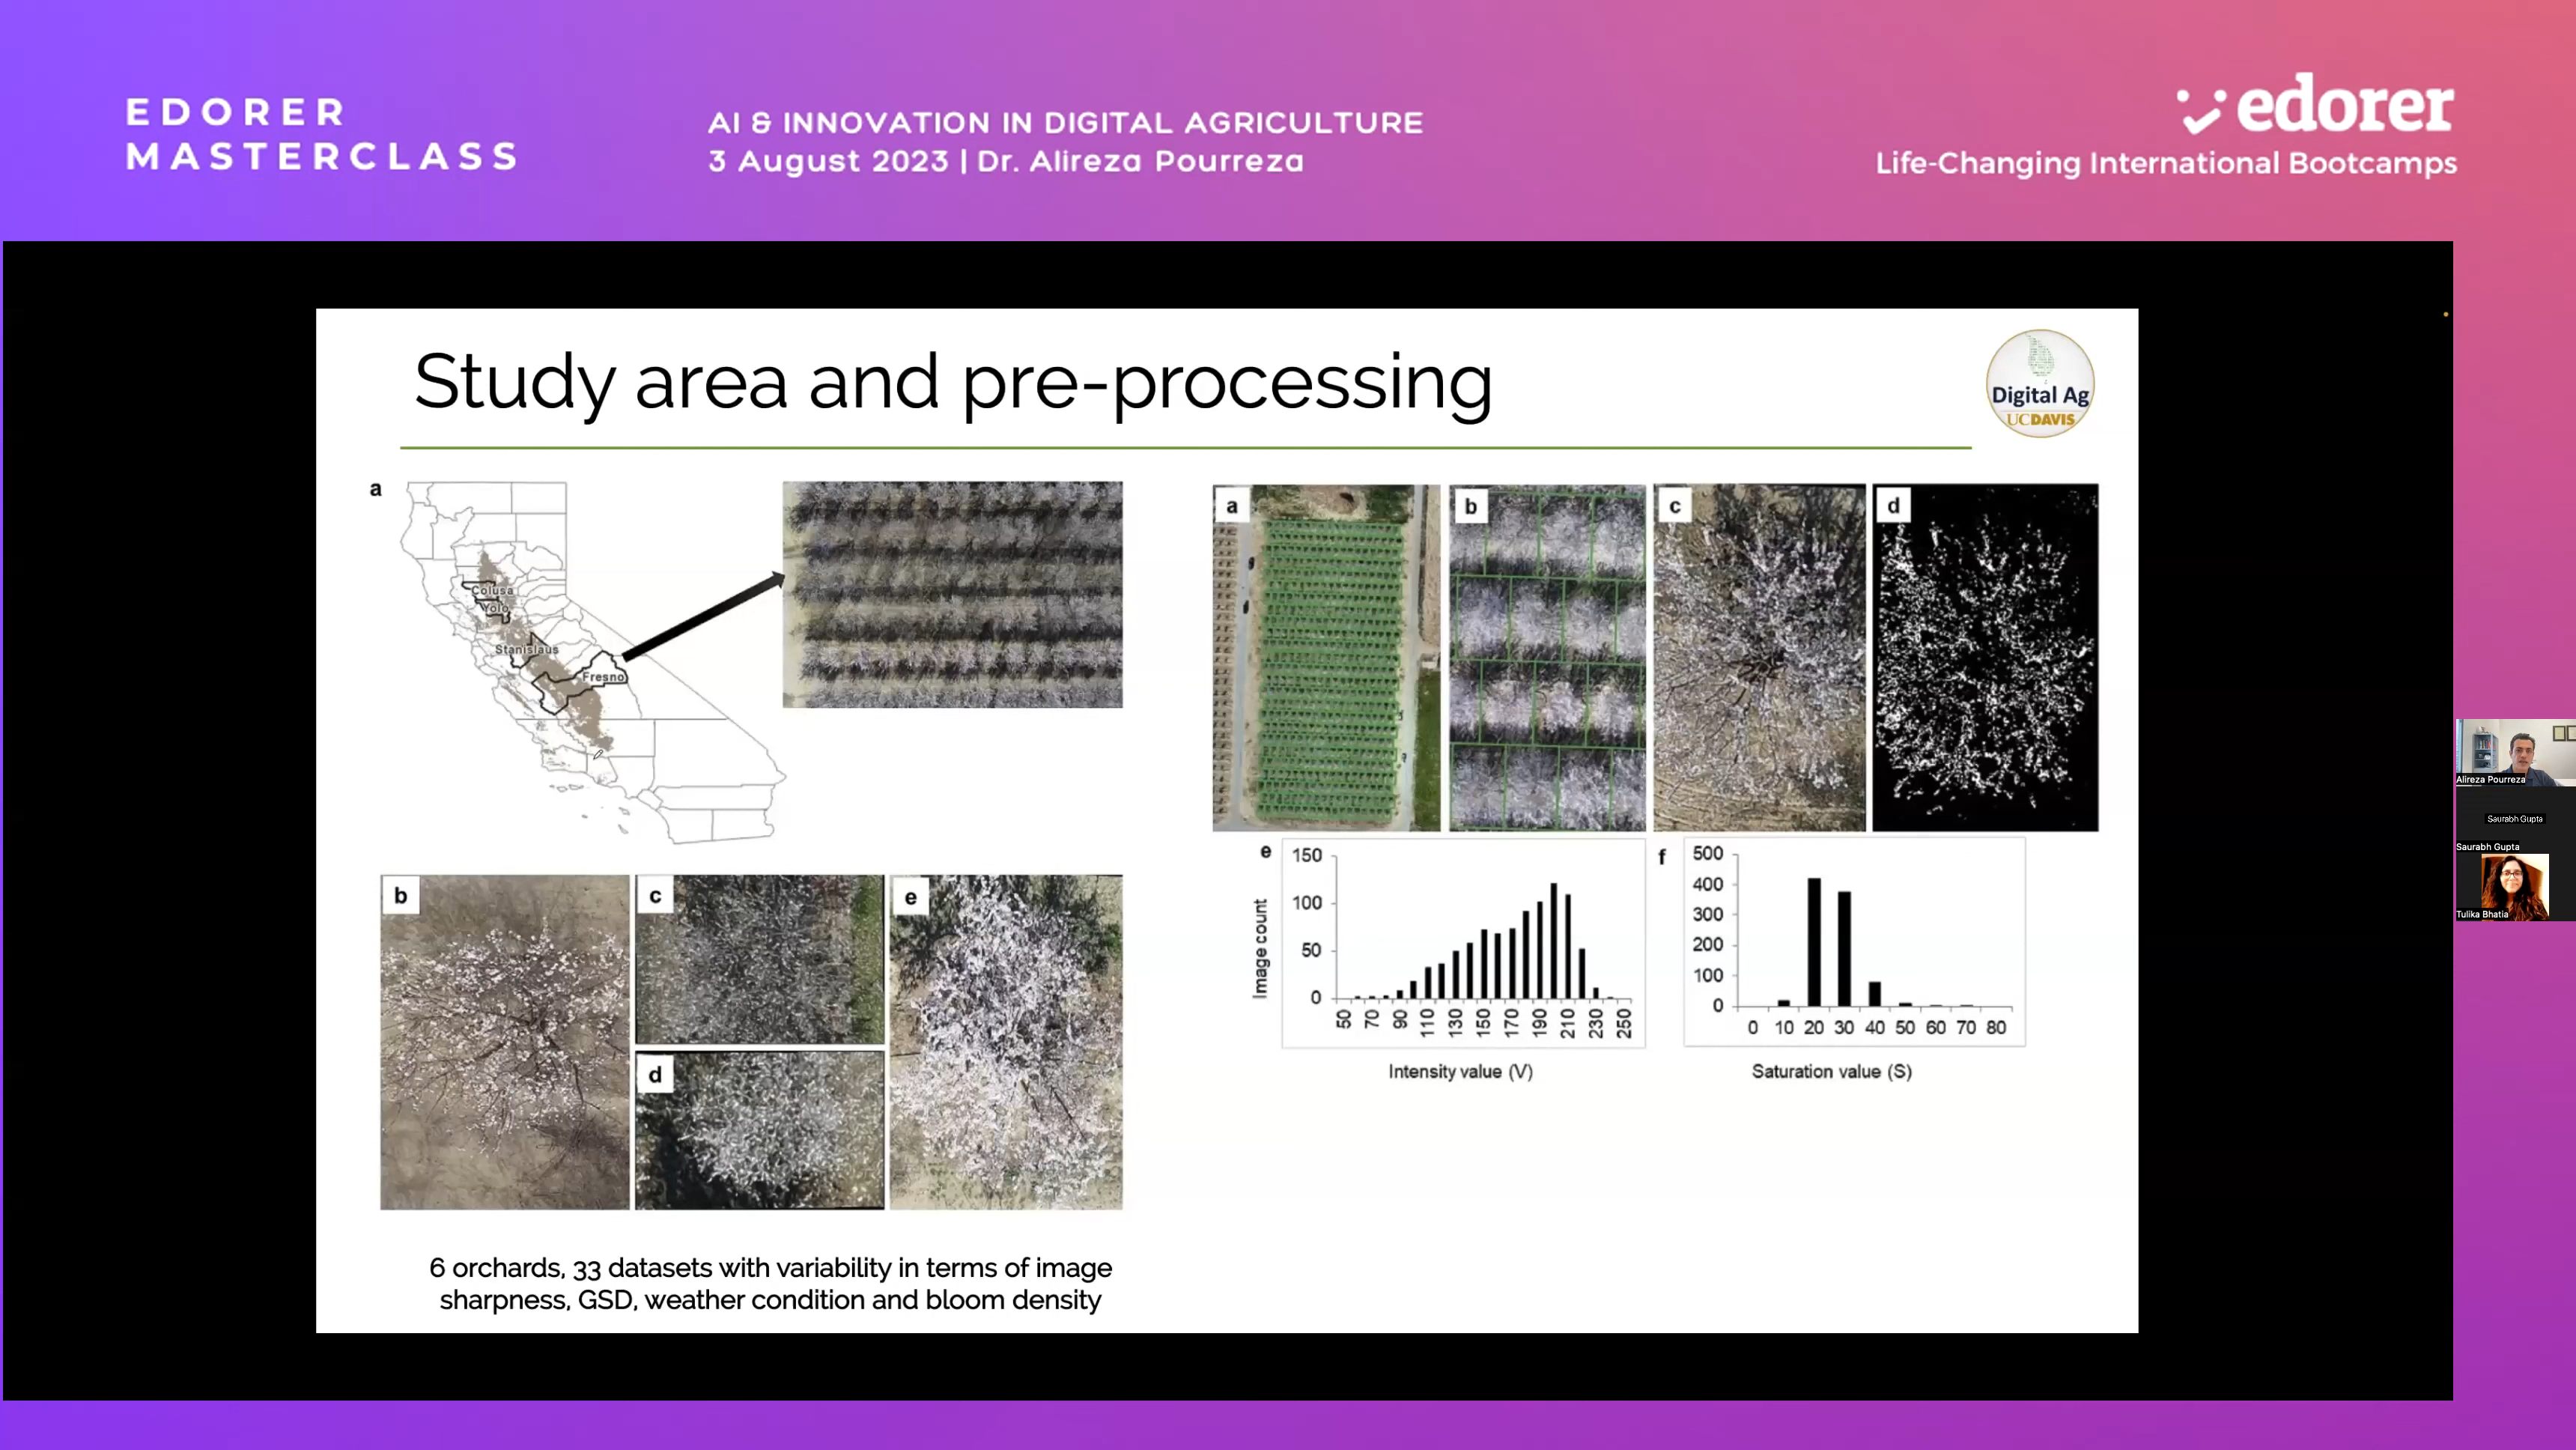 EDORER
MASTERCLASS
AI & INNOVATION IN DIGITAL AGRICULTURE
3 August 2023 | Dr. Alireza Pourreza
edorer
Life-Changing International Bootcamps
Study area and pre-processing
Digital Ag
UCDAVIS
a
Colusa
Yolo
Stanislaus
Fresno
b
c
d
e
6 orchards, 33 datasets with variability in terms of image
sharpness, GSD, weather condition and bloom density
a
b
c
d
e
150
100
50
0
Image count
50 70 90 110 130 150 170 190 210 230 250
Intensity value (V)
f
500
400
300
200
100
0
0 10 20 30 40 50 60 70 80
Saturation value (S)
Alireza Pourreza
Saurabh Gupta
Saurabh Gupta
Tulika Bhatia